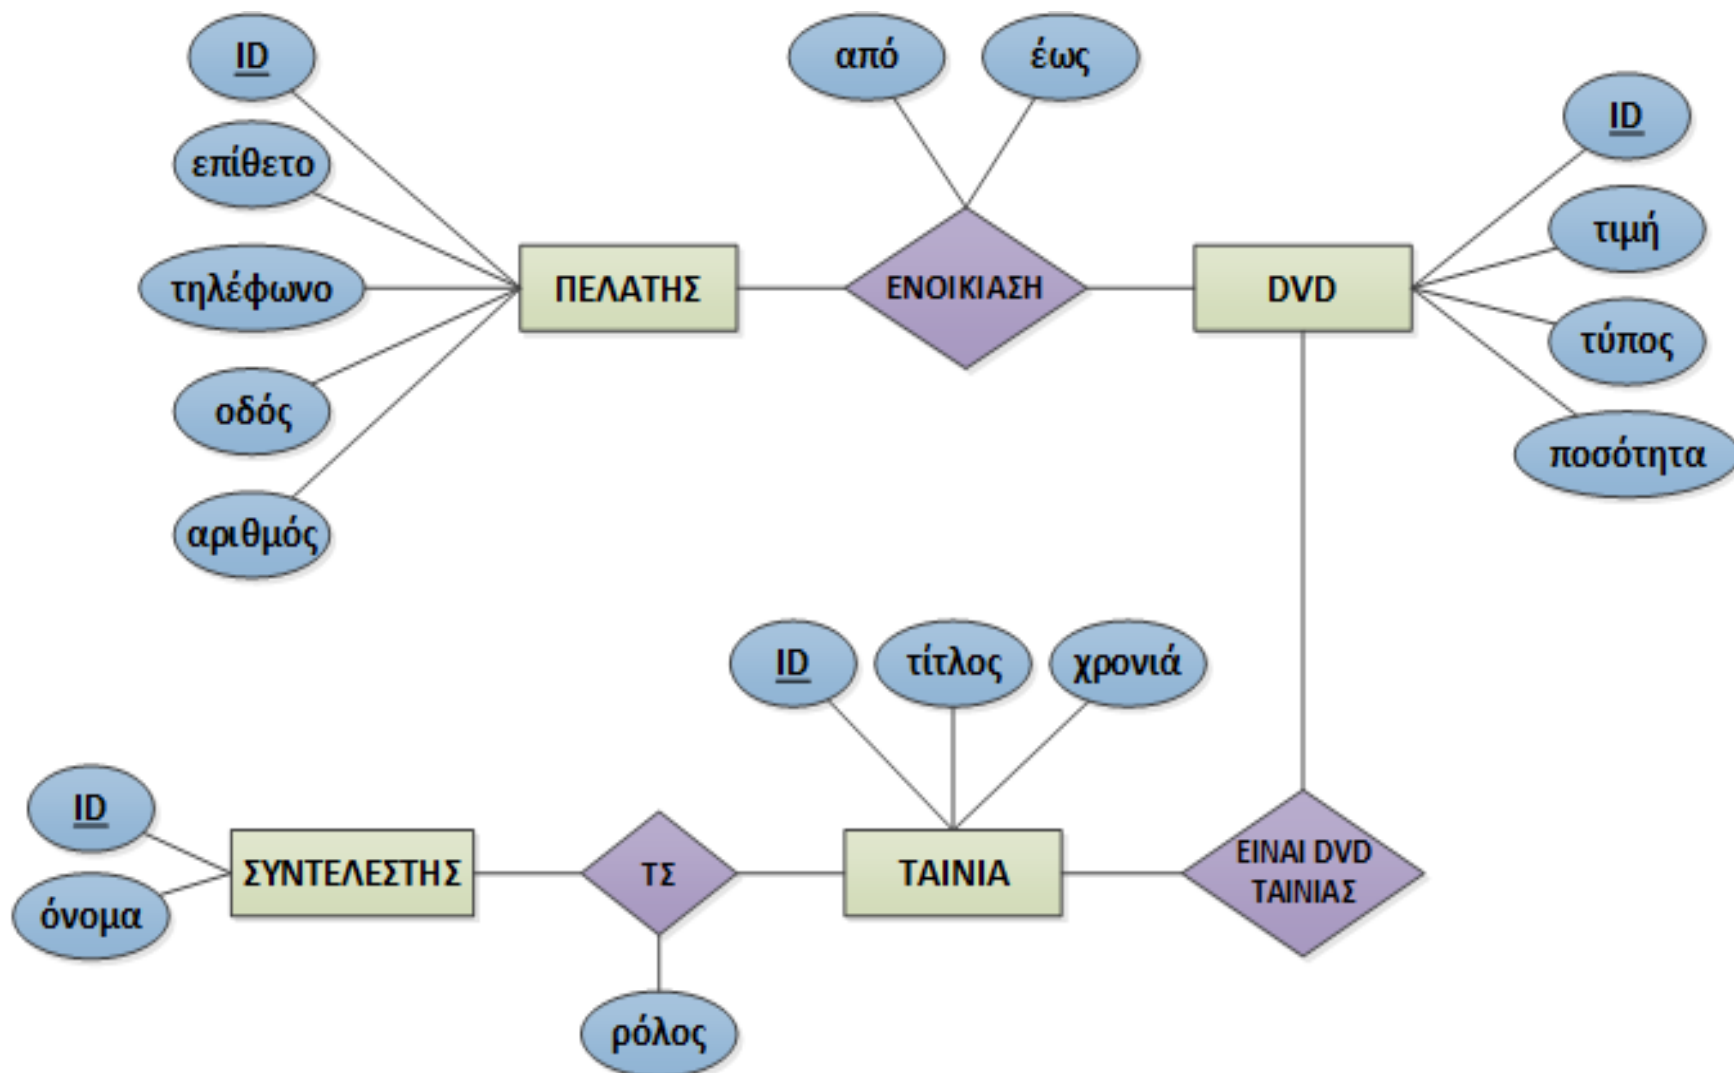 ID
επίθετο
τηλέφωνο
οδός
αριθμός
ΠΕΛΑΤΗΣ
από
έως
ΕΝΟΙΚΙΑΣΗ
DVD
ID
τιμή
τύπος
ποσότητα
ID
τίτλος
χρονιά
ID
όνομα
ΣΥΝΤΕΛΕΣΤΗΣ
ΤΣ
ρόλος
ΤΑΙΝΙΑ
ΕΙΝΑΙ DVD
ΤΑΙΝΙΑΣ